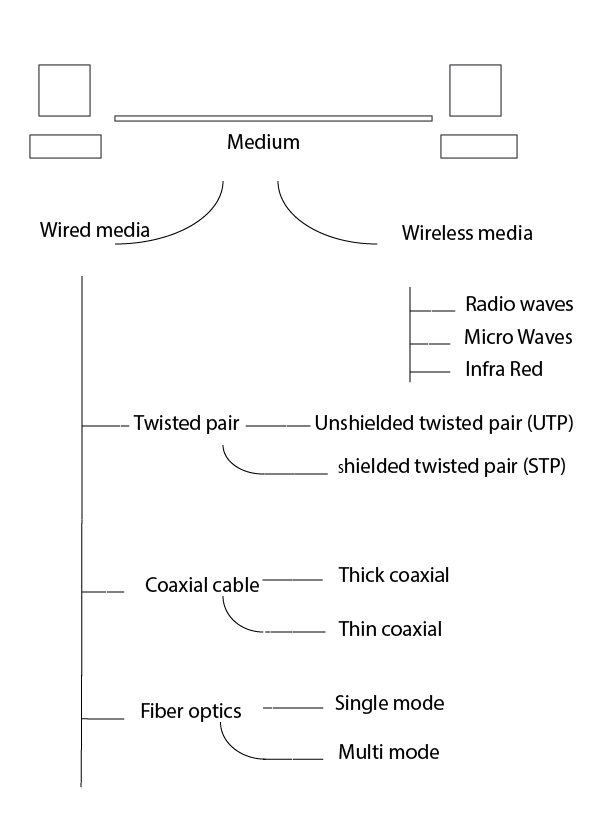 Medium
Wired media
Wireless media
Radio waves
Micro Waves
Infra Red
Twisted pair
Unshielded twisted pair (UTP)
shielded twisted pair (STP)
Coaxial cable
Thick coaxial
Thin coaxial
Fiber optics
Single mode
Multi mode